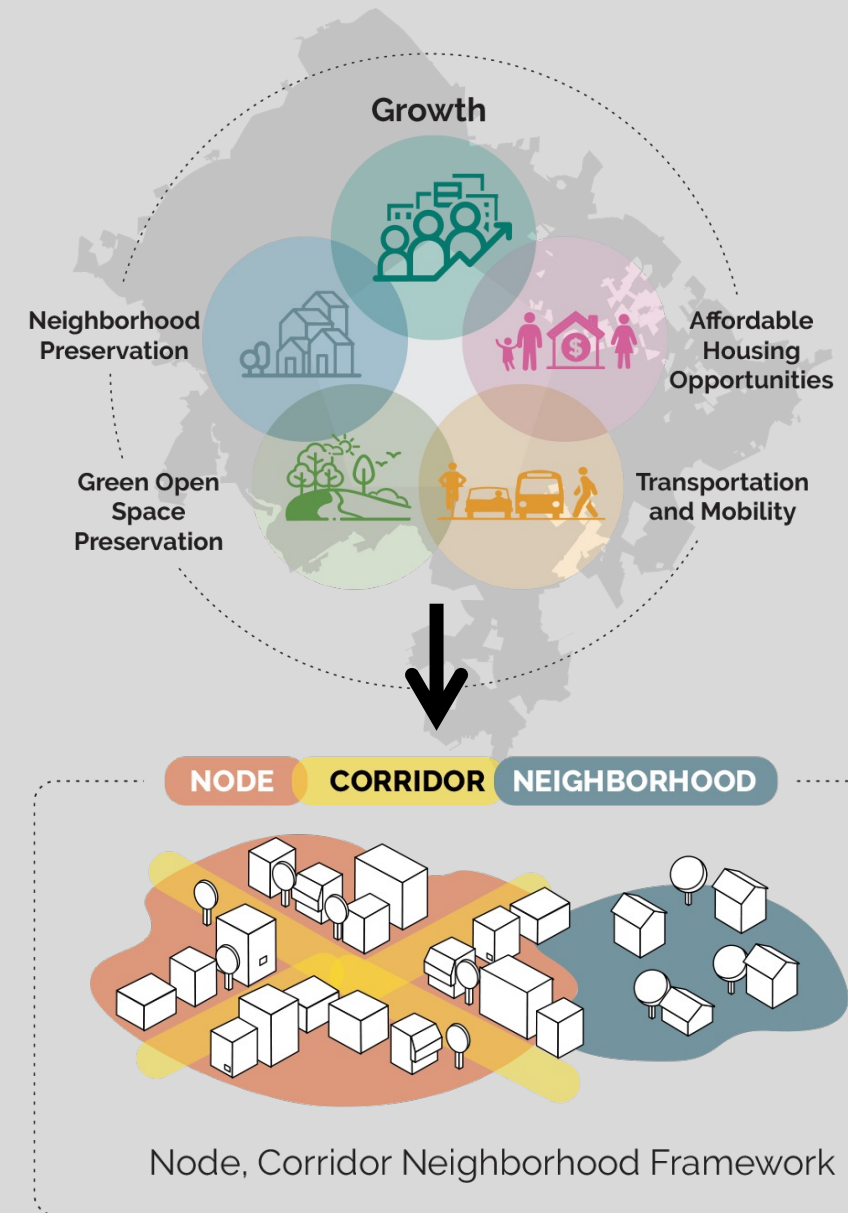 Growth
Neighborhood
Preservation
Affordable
Housing
Opportunities
$
Green Open
Space
Preservation
Transportation
and Mobility
NODE CORRIDOR NEIGHBORHOOD
Node, Corridor Neighborhood Framework